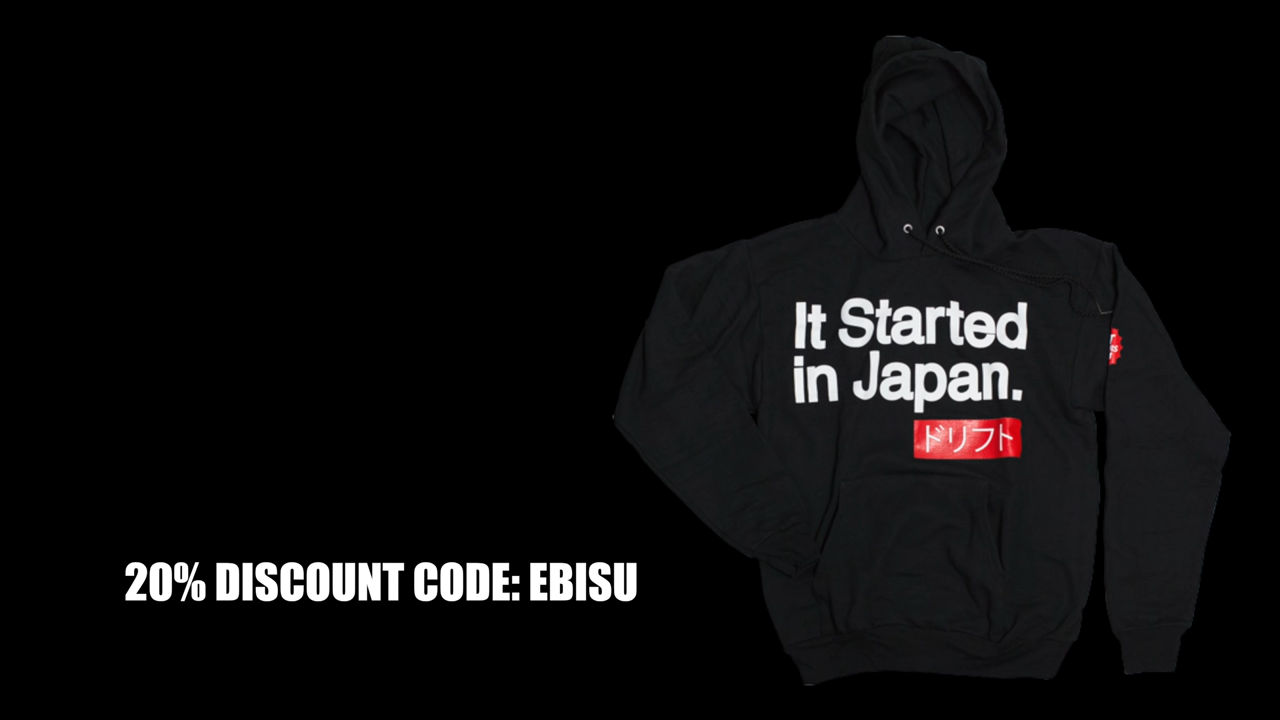 It Started
in Japan.
ドリフト
20% DISCOUNT CODE: EBISU